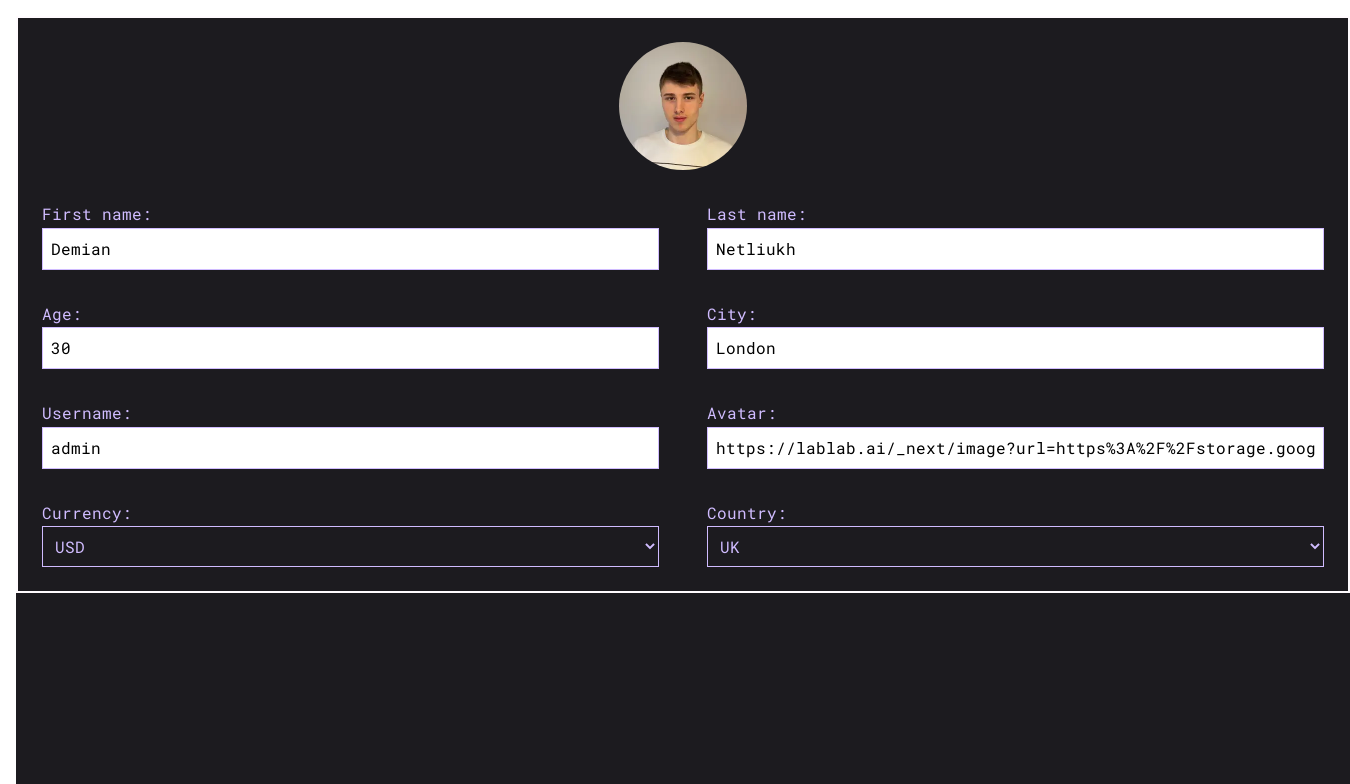 First name:
Last name:
Demian
Netliukh
Age:
City:
30
London
Username:
Avatar:
admin
https://lablab.ai/_next/image?url=https%3A%2F%2Fstorage.goog
Currency:
Country:
USD
UK